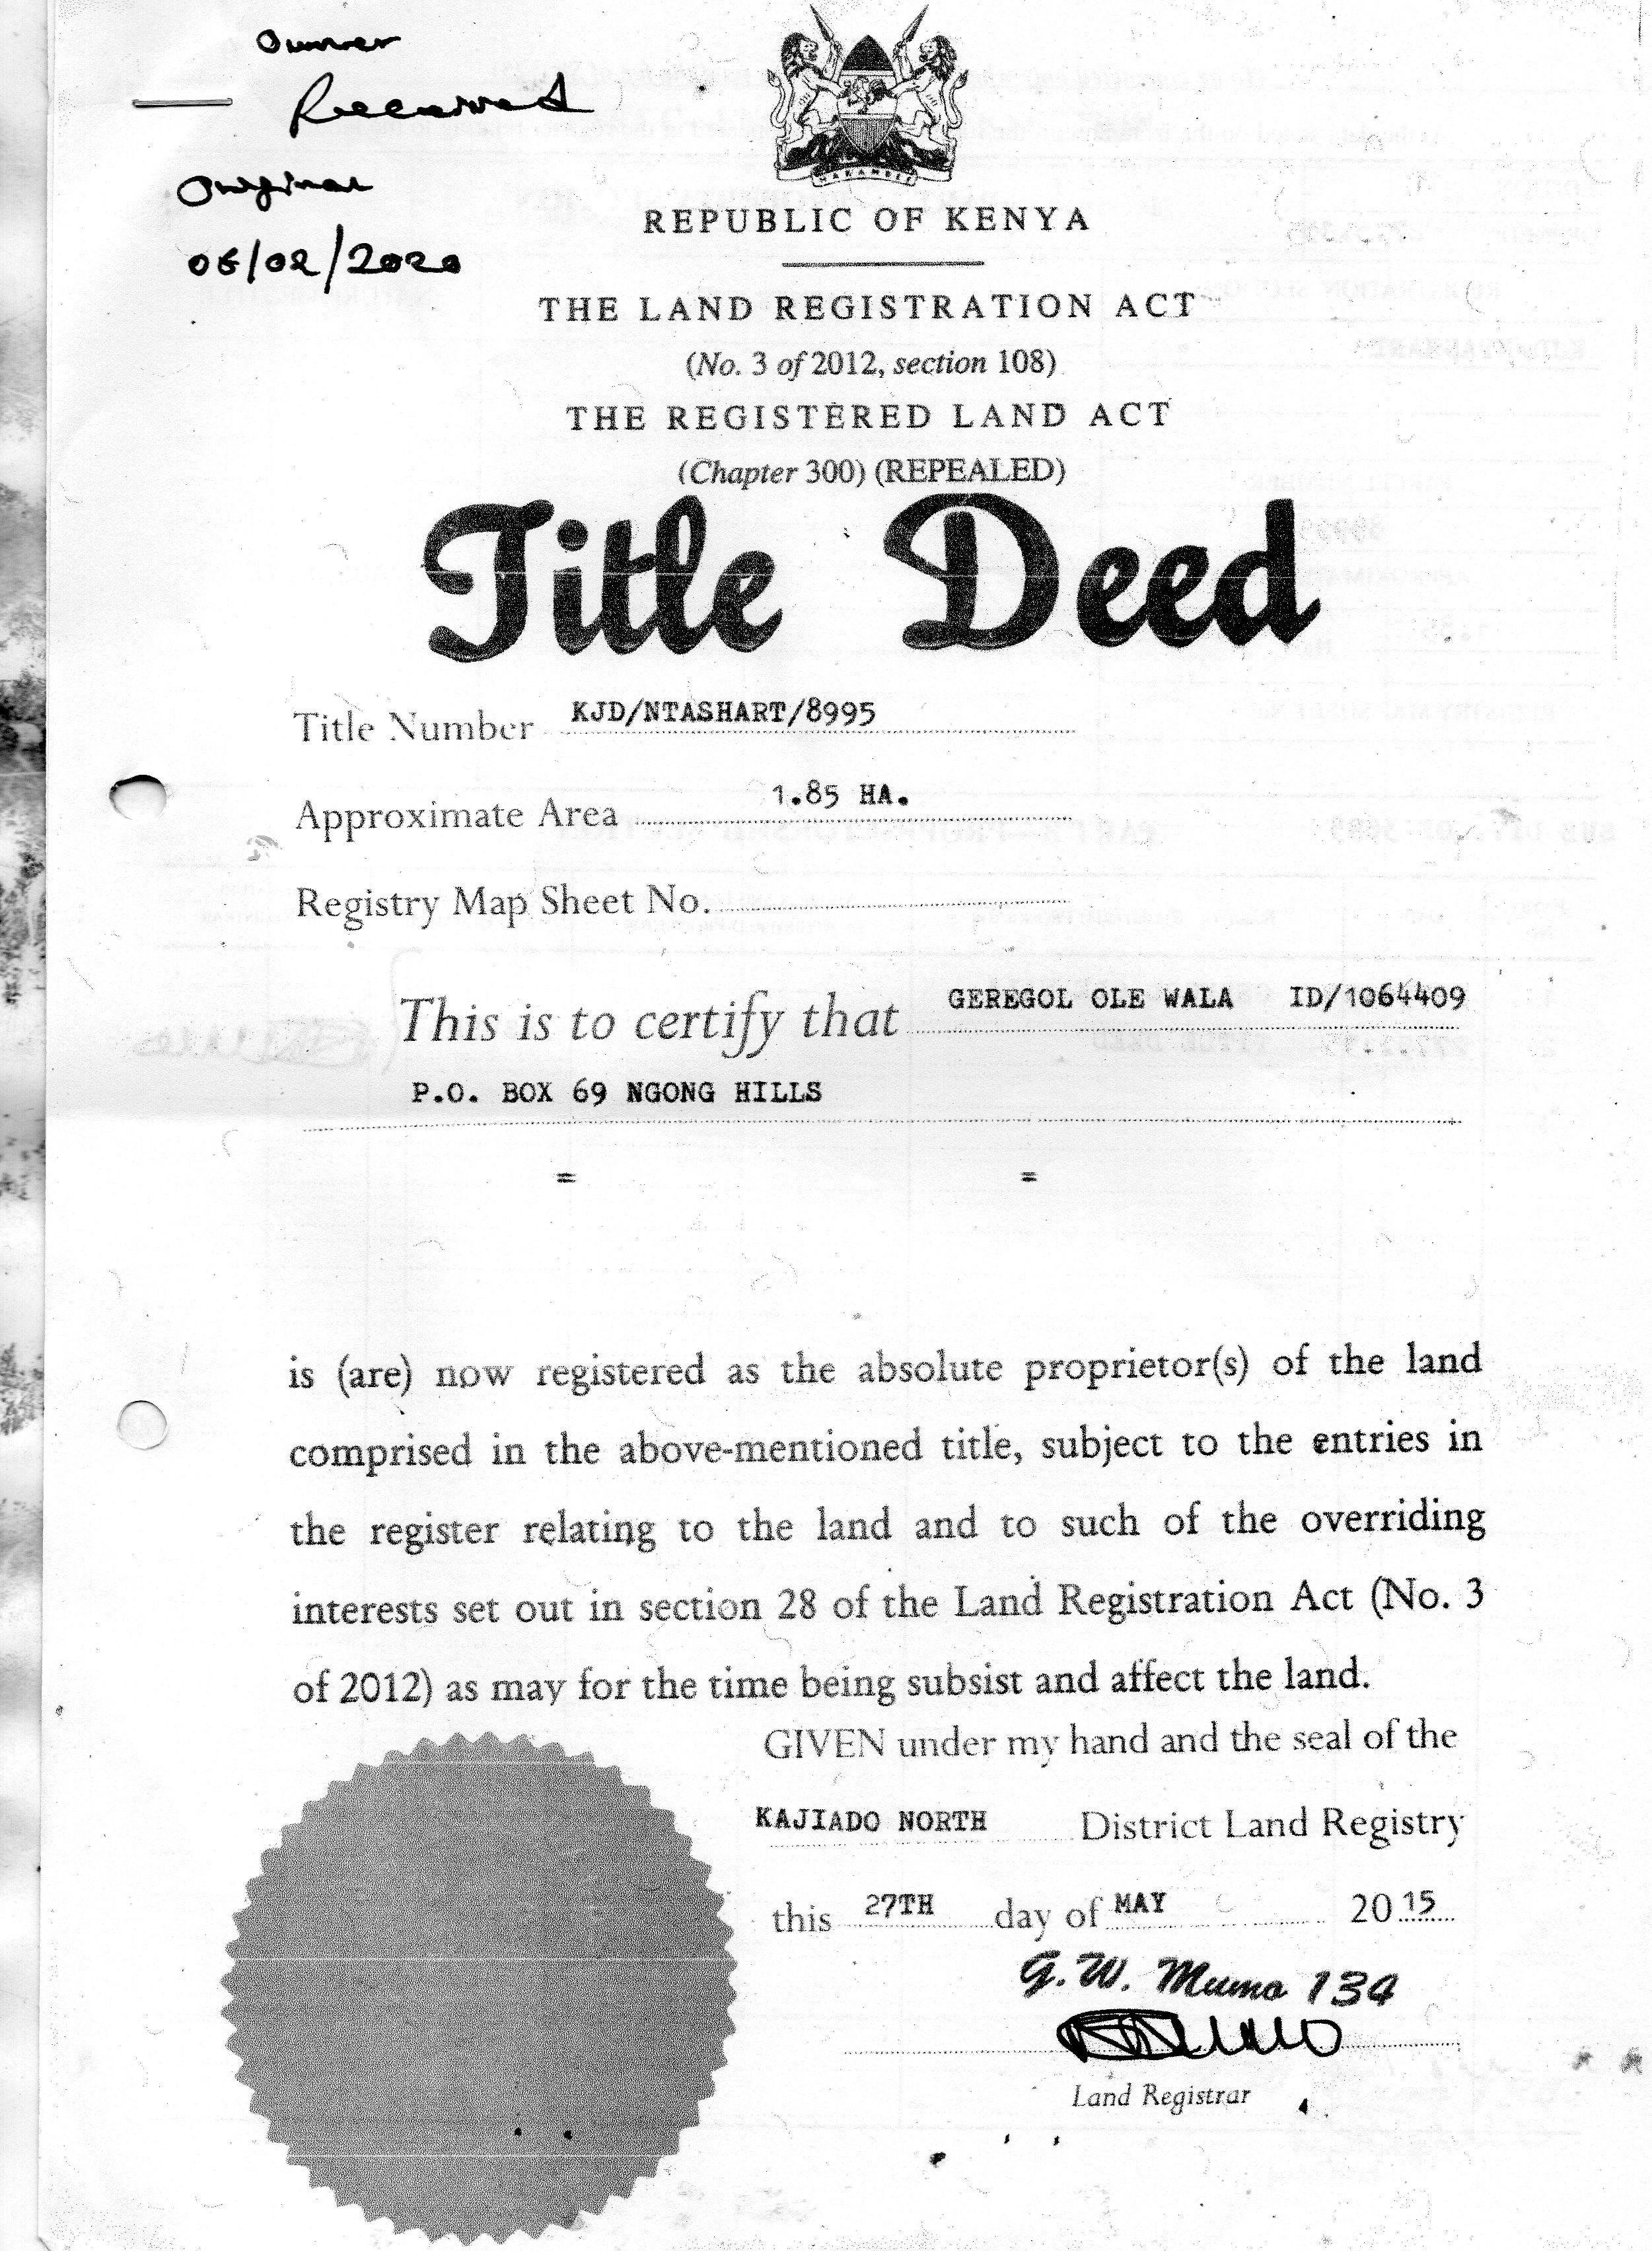 Owner
Received
Original
06/02/2020
HARAMBEE
REPUBLIC OF KENYA
THE LAND REGISTRATION ACT
(No. 3 of 2012, section 108)
THE REGISTERED LAND ACT
(Chapter 300) (REPEALED)
Title Deed
Title Number KJD/NTASHART/8995
Approximate Area 1.85 HA.
Registry Map Sheet No.
This is to certify that GEREGOL OLE WALA ID/1064409
P.O. BOX 69 NGONG HILLS
= =
is (are) now registered as the absolute proprietor(s) of the land
comprised in the above-mentioned title, subject to the entries in
the register relating to the land and to such of the overriding
interests set out in section 28 of the Land Registration Act (No. 3
of 2012) as may for the time being subsist and affect the land.
GIVEN under my hand and the seal of the
KAJIADO NORTH District Land Registry
this 27TH day of MAY 2015
G.W. Mumo 134
Land Registrar